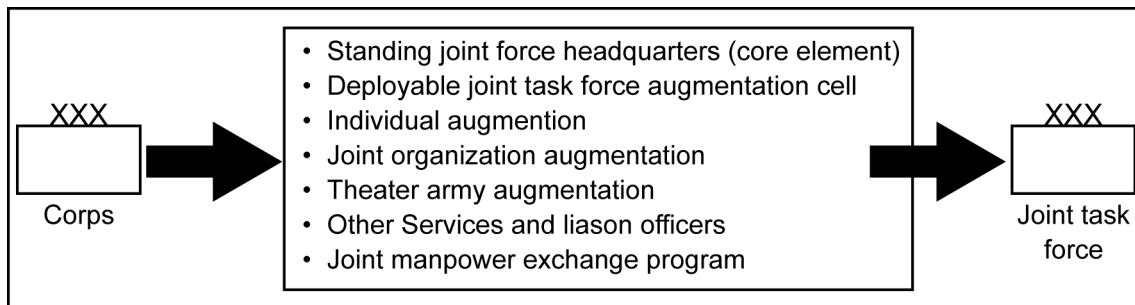 XXX
Corps
• Standing joint force headquarters (core element)
• Deployable joint task force augmentation cell
• Individual augmention
• Joint organization augmentation
• Theater army augmentation
• Other Services and liason officers
• Joint manpower exchange program
XXX
Joint task
force